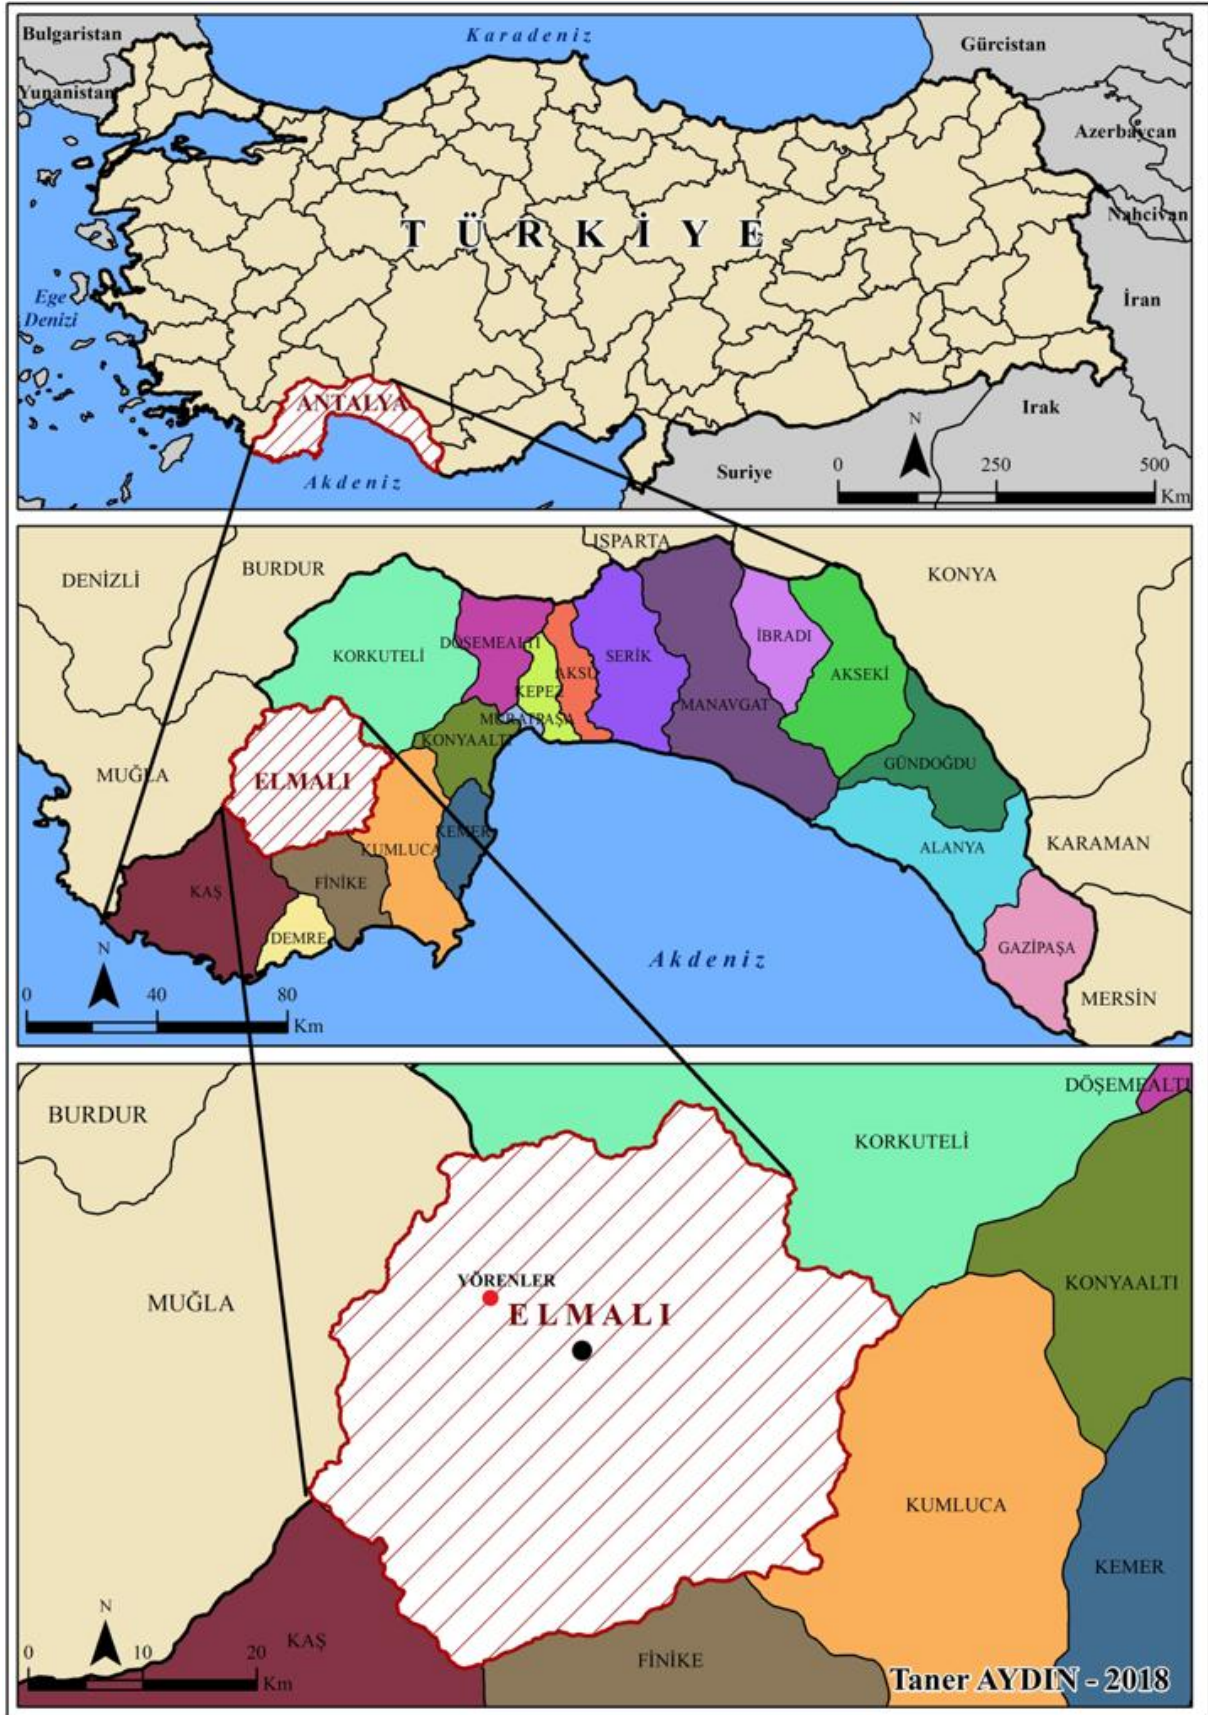 Bulgaristan
Karadeniz
Gürcistan
Yunanistan
Azerbaycan
Nahcivan
TÜRKİYE
Ege
Denizi
İran
ANTALYA
Irak
N
Suriye
0 250 500
Km
Akdeniz
ISPARTA
DENİZLİ
BURDUR
KONYA
KORKUTELİ
DÖŞEMEALTI
SERİK
İBRADI
AKSU
AKSEKİ
KEPEZ
MANAVGAT
MURATPAŞA
KONYAALTI
GÜNDOĞDU
MUĞLA
ELMALI
KEMER
KARAMAN
ALANYA
KUMLUCA
KAŞ
FİNİKE
DEMRE
GAZİPAŞA
N
Akdeniz
0 40 80
Km
MERSİN
DÖŞEMEALTI
BURDUR
KORKUTELİ
KONYAALTI
YÖRENLER
MUĞLA
ELMALI
KUMLUCA
KEMER
N
KAŞ
0 10 20
Km
FİNİKE
Taner AYDIN - 2018